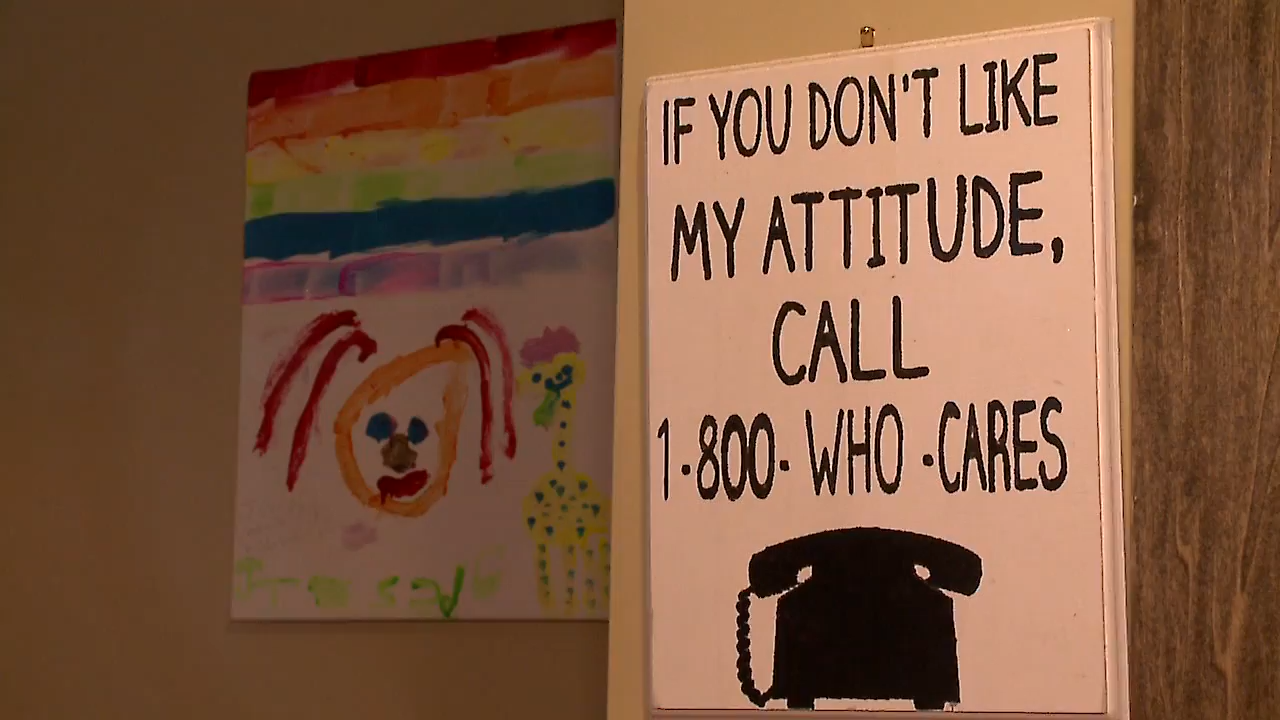 IF YOU DON'T LIKE
MY ATTITUDE,
CALL
1-800- WHO -CARES